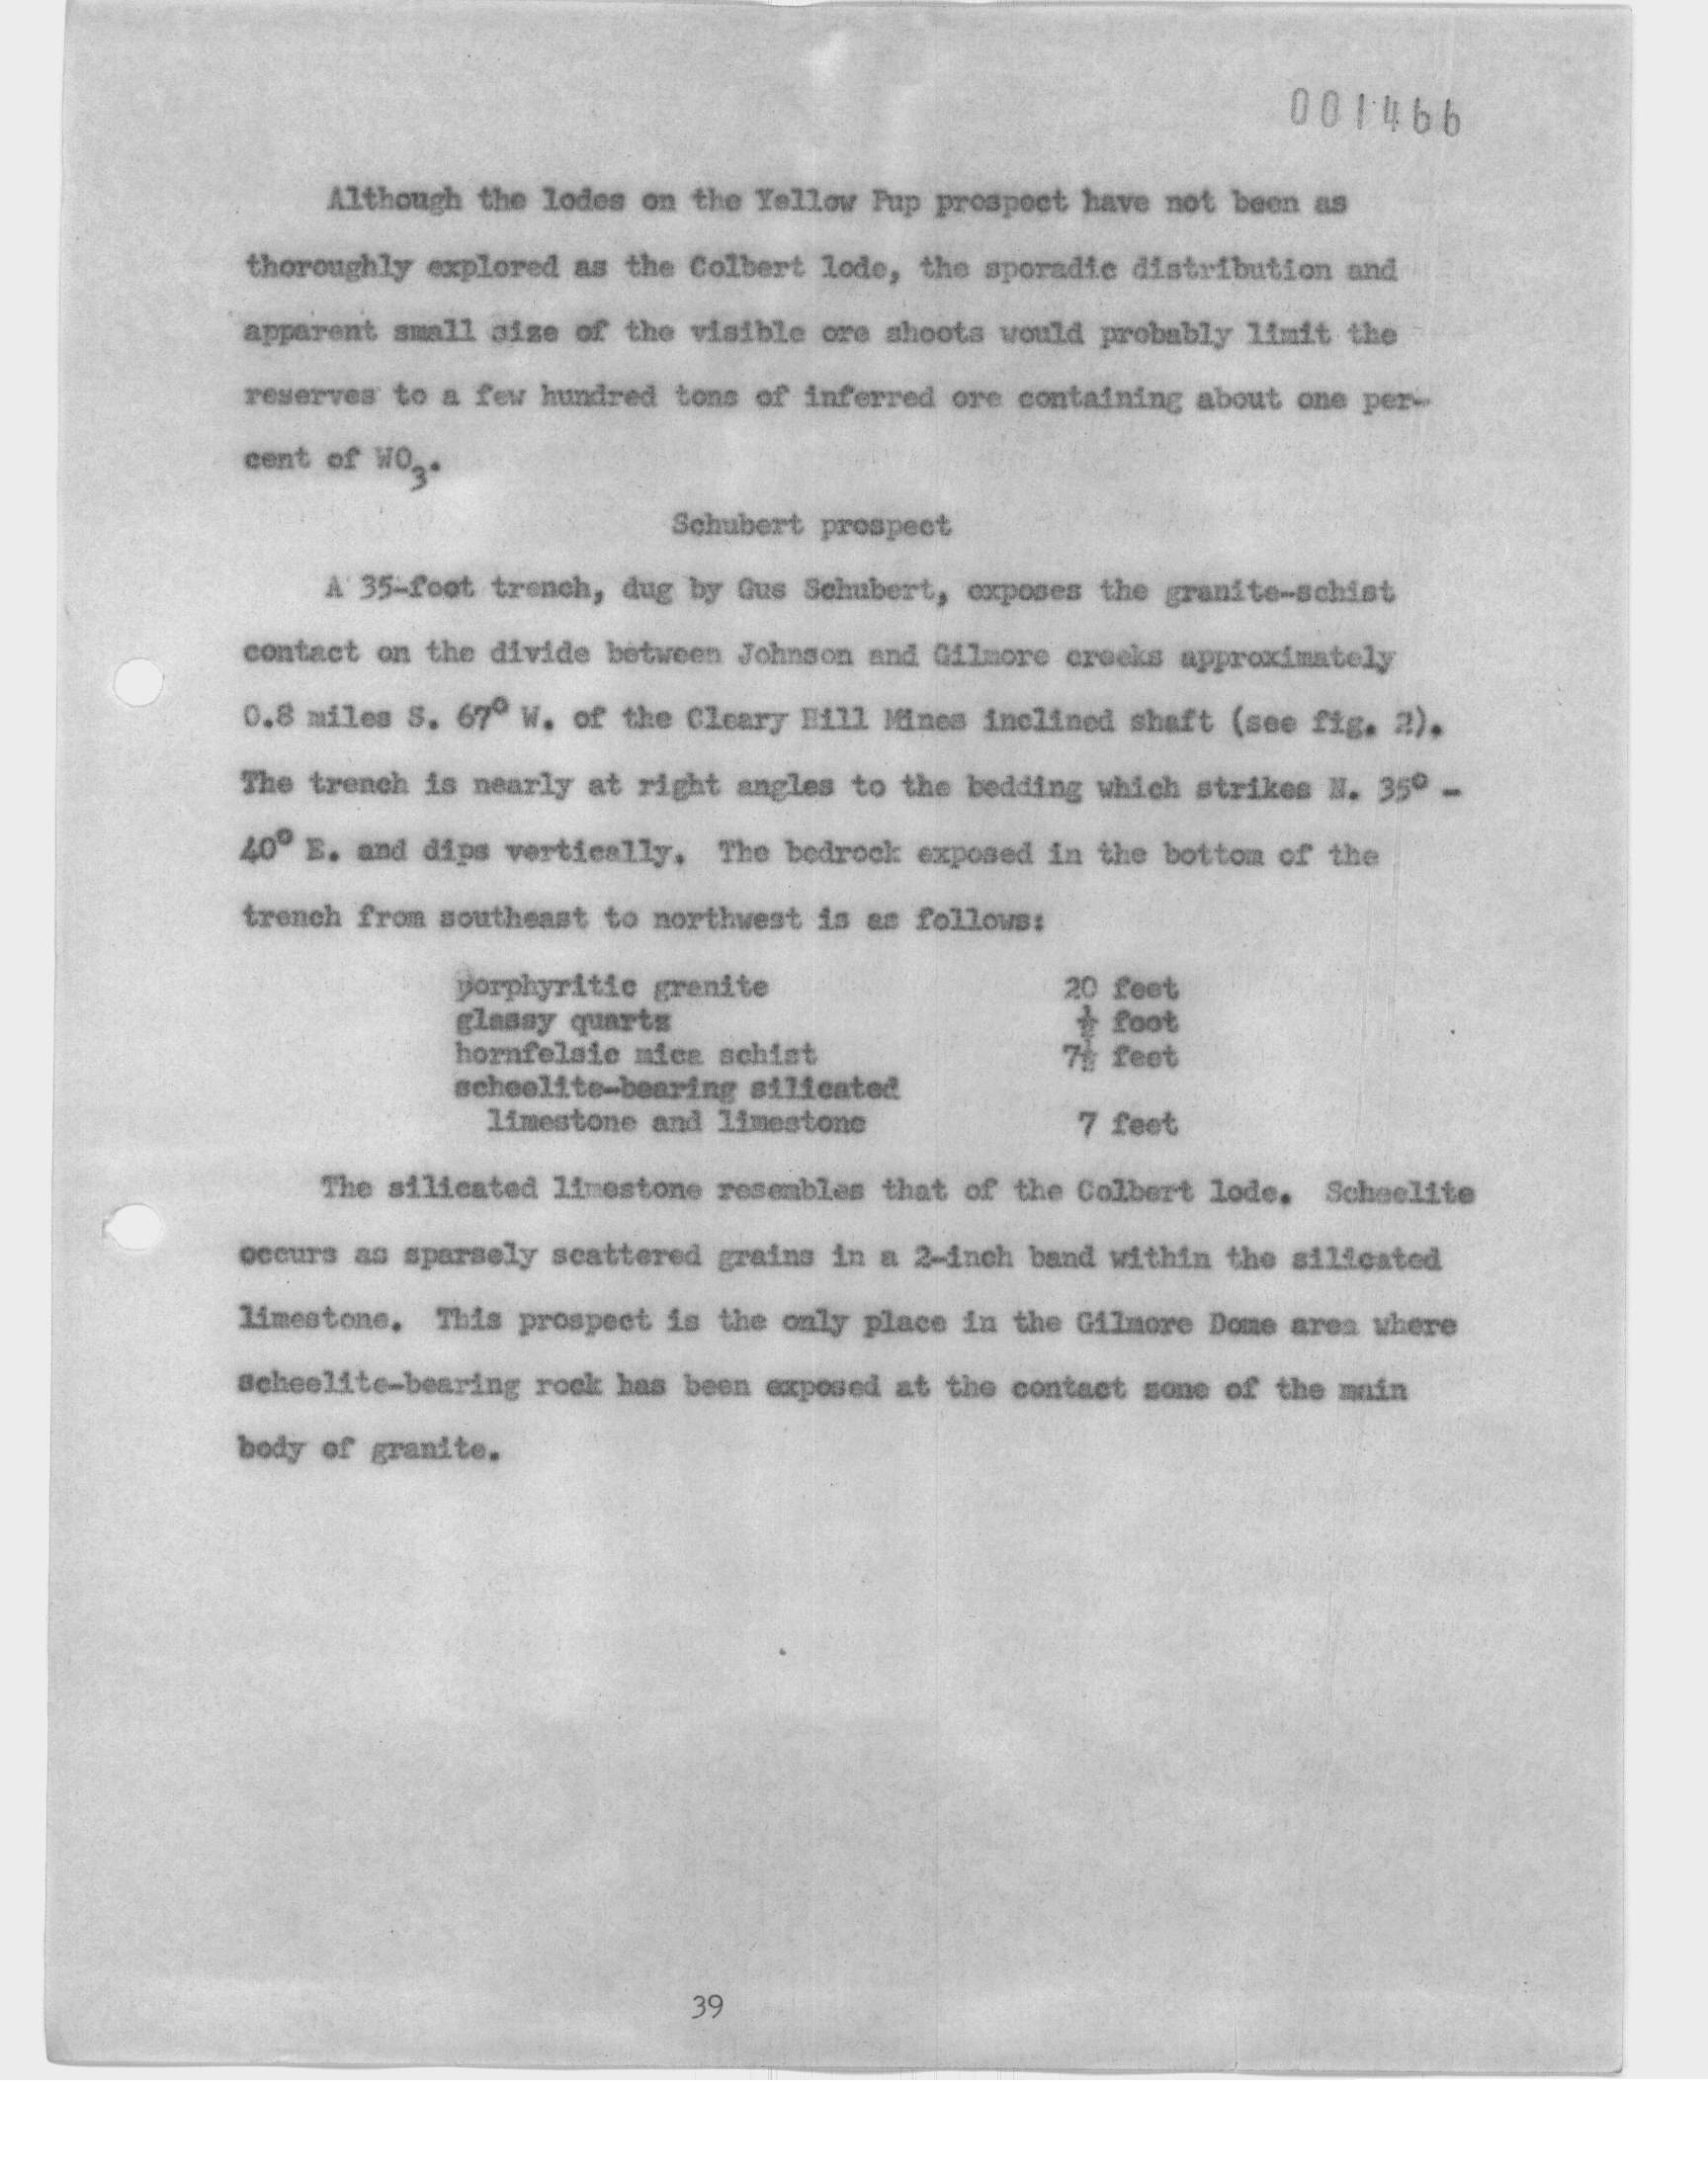 001466
Although the lodes on the Yellow Pup prospect have not been as
thoroughly explored as the Colbert lode, the sporadic distribution and
apparent small size of the visible ore shoots would probably limit the
reserves to a few hundred tons of inferred ore containing about one per-
cent of WO3.
Schubert prospect
A 35-foot trench, dug by Gus Schubert, exposes the granite-schist
contact on the divide between Johnson and Gilmore creeks approximately
0.8 miles S. 67° W. of the Cleary Hill Mines inclined shaft (see fig. 2).
The trench is nearly at right angles to the bedding which strikes N. 35° -
40° E. and dips vertically. The bedrock exposed in the bottom of the
trench from southeast to northwest is as follows:
porphyritic granite 20 feet
glassy quartz ½ foot
hornfelsic mica schist 7½ feet
scheelite-bearing silicated
limestone and limestone 7 feet
The silicated limestone resembles that of the Colbert lode. Scheelite
occurs as sparsely scattered grains in a 2-inch band within the silicated
limestone. This prospect is the only place in the Gilmore Dome area where
scheelite-bearing rock has been exposed at the contact zone of the main
body of granite.
39